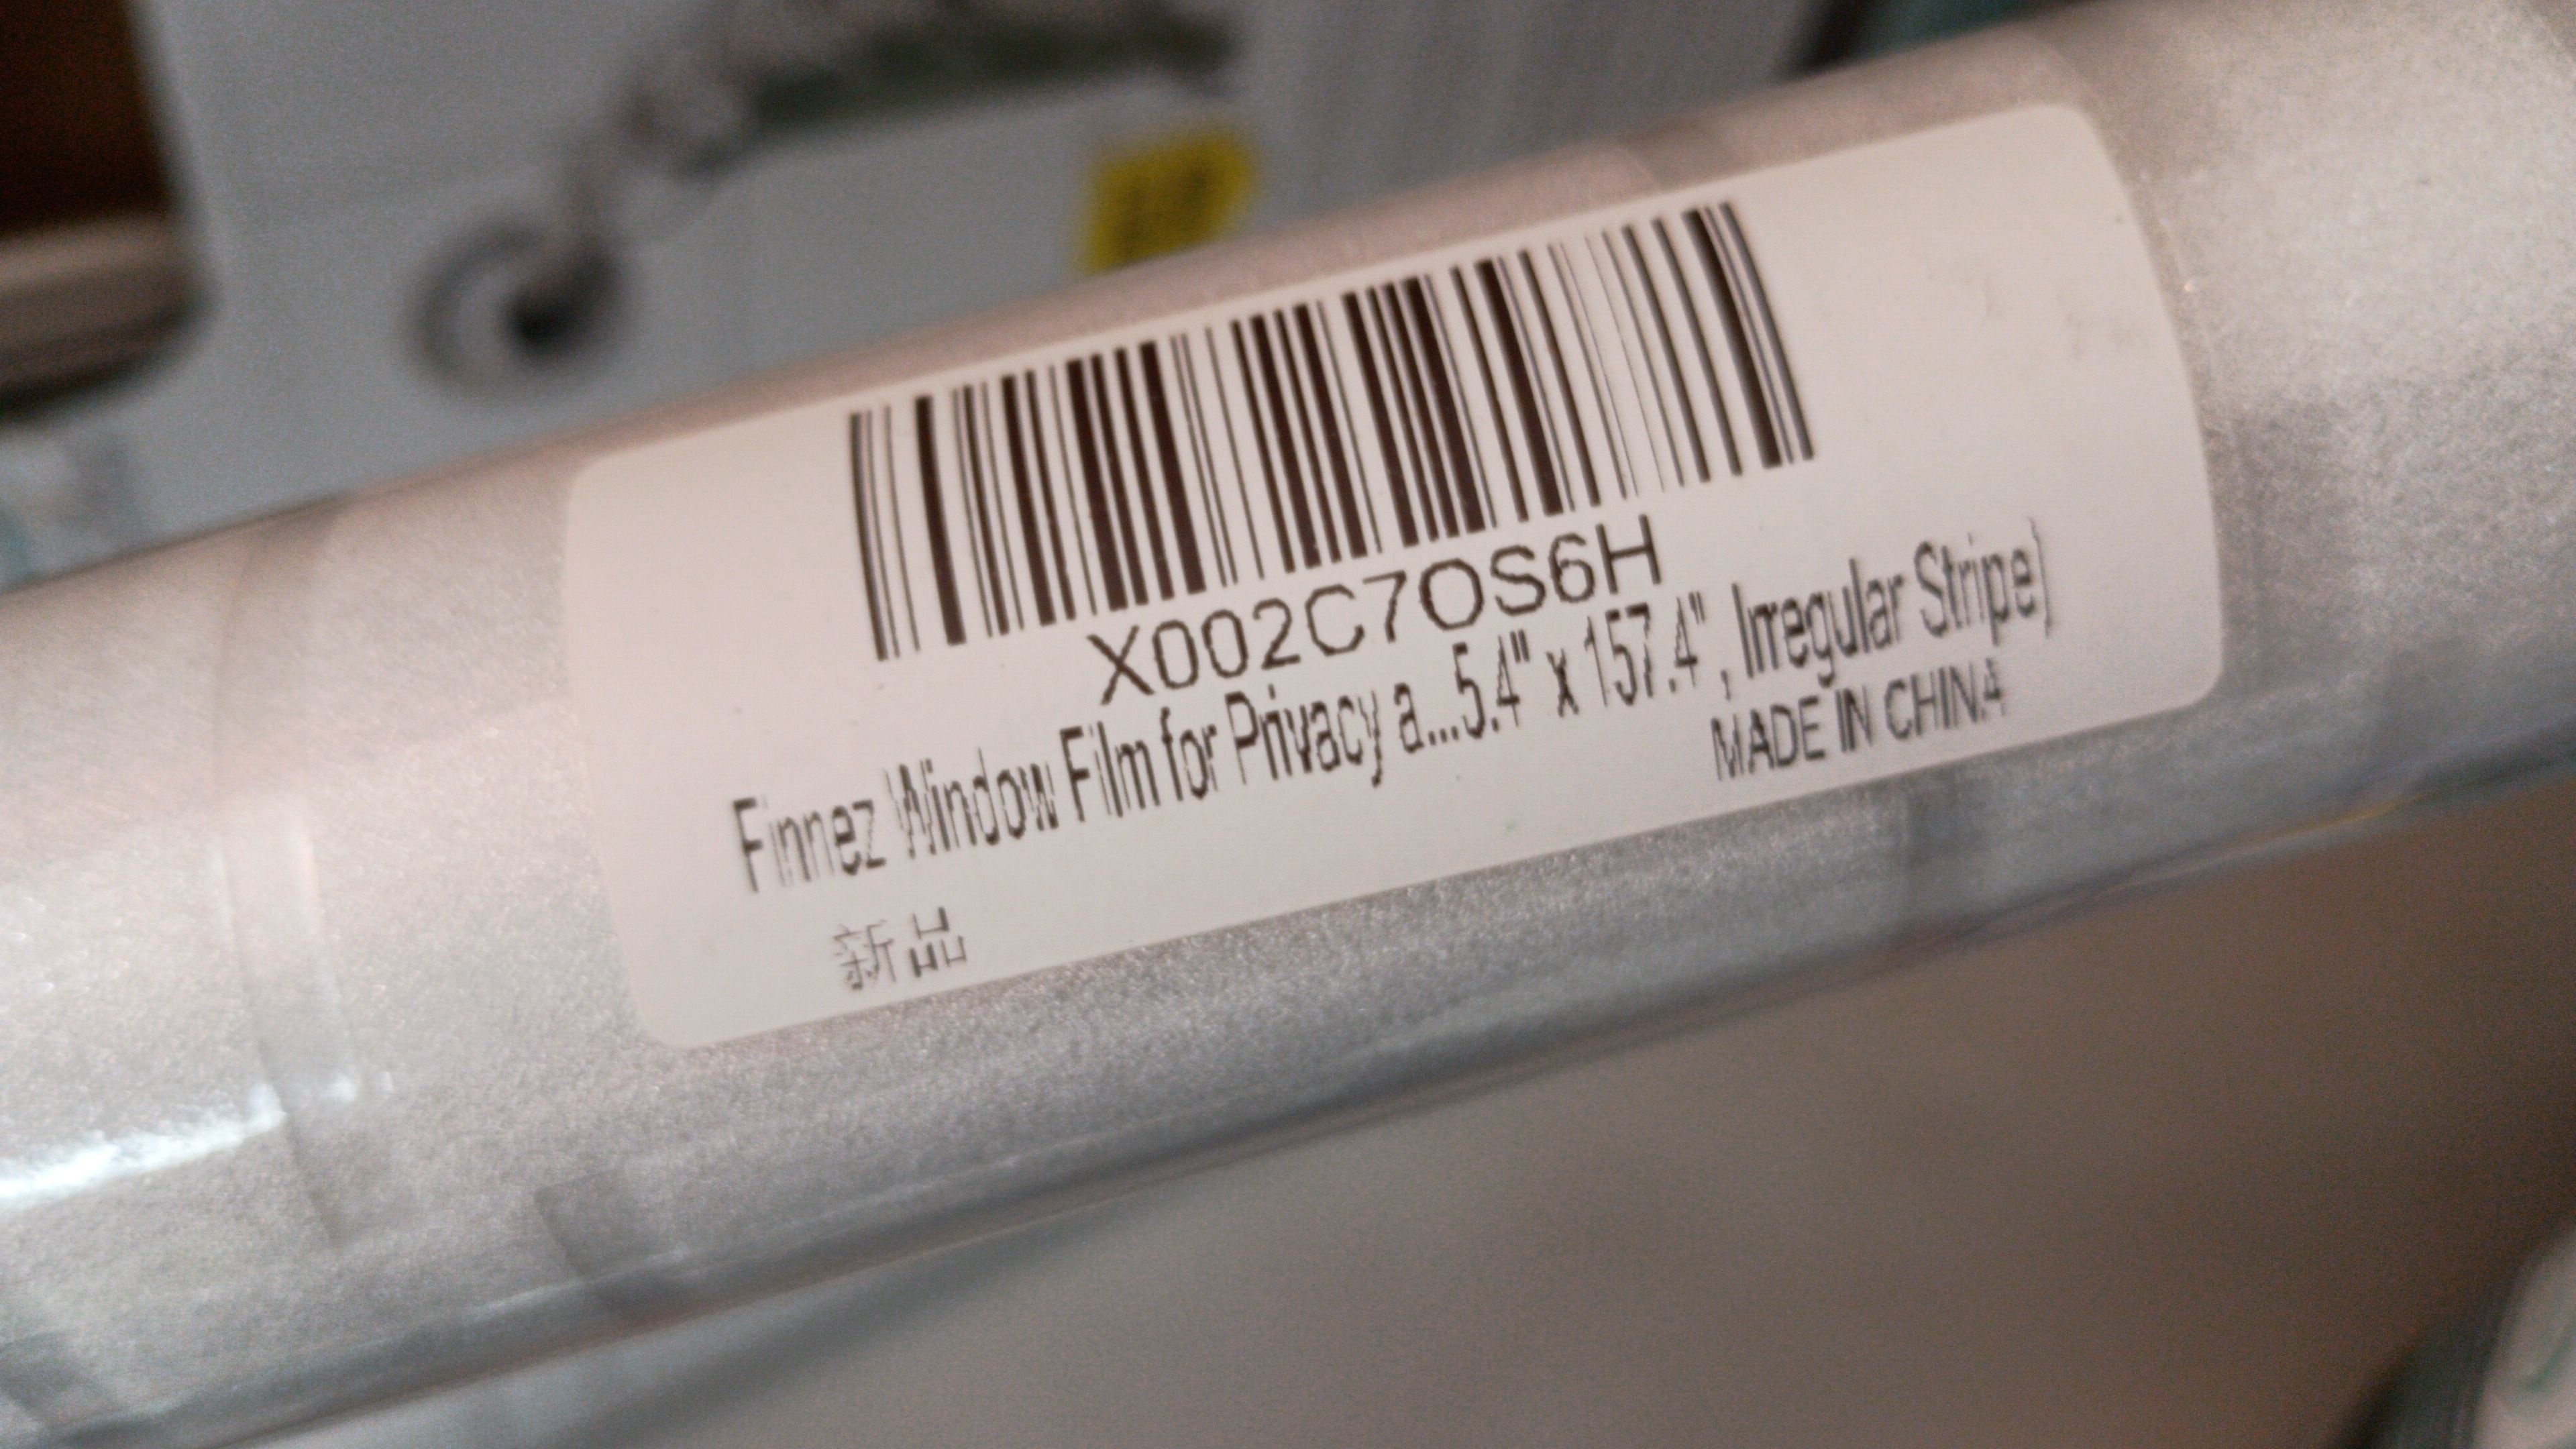 X002C7OS6H
Finnez Window Film for Privacy a...5.4" x 157.4", Irregular Stripe)
MADE IN CHINA
新品